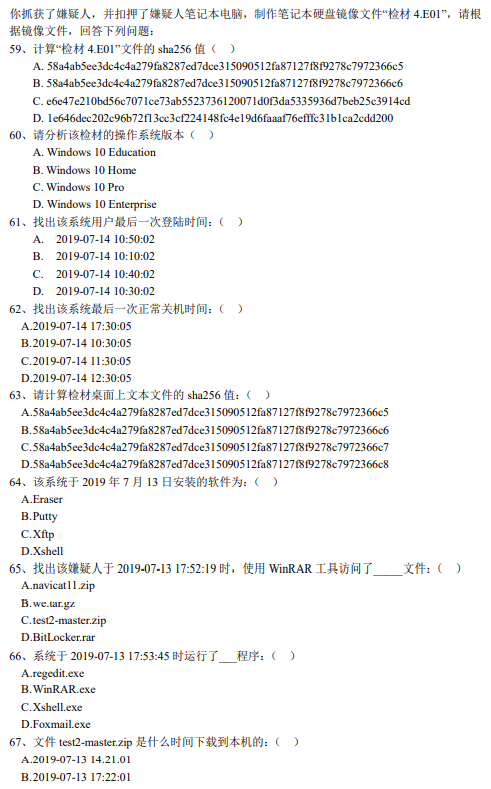 你抓获了嫌疑人，并扣押了嫌疑人笔记本电脑，制作笔记本硬盘镜像文件“检材 4.E01”，请根
据镜像文件，回答下列问题：
59、计算“检材 4.E01”文件的 sha256 值（ ）
A. 58a4ab5ee3dc4c4a279fa8287ed7dce315090512fa87127f8f9278c7972366c5
B. 58a4ab5ee3dc4c4a279fa8287ed7dce315090512fa87127f8f9278c7972366c6
C. e6e47e210bd56c7071ce73ab5523736120071d0f3da5335936d7beb25c3914cd
D. 1e646dec202c96b72f13cc3cf224148fc4e19d6faaaf76efffc31b1ca2cdd200
60、请分析该检材的操作系统版本（ ）
A. Windows 10 Education
B. Windows 10 Home
C. Windows 10 Pro
D. Windows 10 Enterprise
61、找出该系统用户最后一次登陆时间：（ ）
A. 2019-07-14 10:50:02
B. 2019-07-14 10:10:02
C. 2019-07-14 10:40:02
D. 2019-07-14 10:30:02
62、找出该系统最后一次正常关机时间：（ ）
A.2019-07-14 17:30:05
B.2019-07-14 10:30:05
C.2019-07-14 11:30:05
D.2019-07-14 12:30:05
63、请计算检材桌面上文本文件的 sha256 值：（ ）
A.58a4ab5ee3dc4c4a279fa8287ed7dce315090512fa87127f8f9278c7972366c5
B.58a4ab5ee3dc4c4a279fa8287ed7dce315090512fa87127f8f9278c7972366c6
C.58a4ab5ee3dc4c4a279fa8287ed7dce315090512fa87127f8f9278c7972366c7
D.58a4ab5ee3dc4c4a279fa8287ed7dce315090512fa87127f8f9278c7972366c8
64、该系统于 2019 年 7 月 13 日安装的软件为：（ ）
A.Eraser
B.Putty
C.Xftp
D.Xshell
65、找出该嫌疑人于 2019-07-13 17:52:19 时，使用 WinRAR 工具访问了_____文件：（ ）
A.navicat11.zip
B.we.tar.gz
C.test2-master.zip
D.BitLocker.rar
66、系统于 2019-07-13 17:53:45 时运行了___程序：（ ）
A.regedit.exe
B.WinRAR.exe
C.Xshell.exe
D.Foxmail.exe
67、文件 test2-master.zip 是什么时间下载到本机的：（ ）
A.2019-07-13 14.21.01
B.2019-07-13 17:22:01